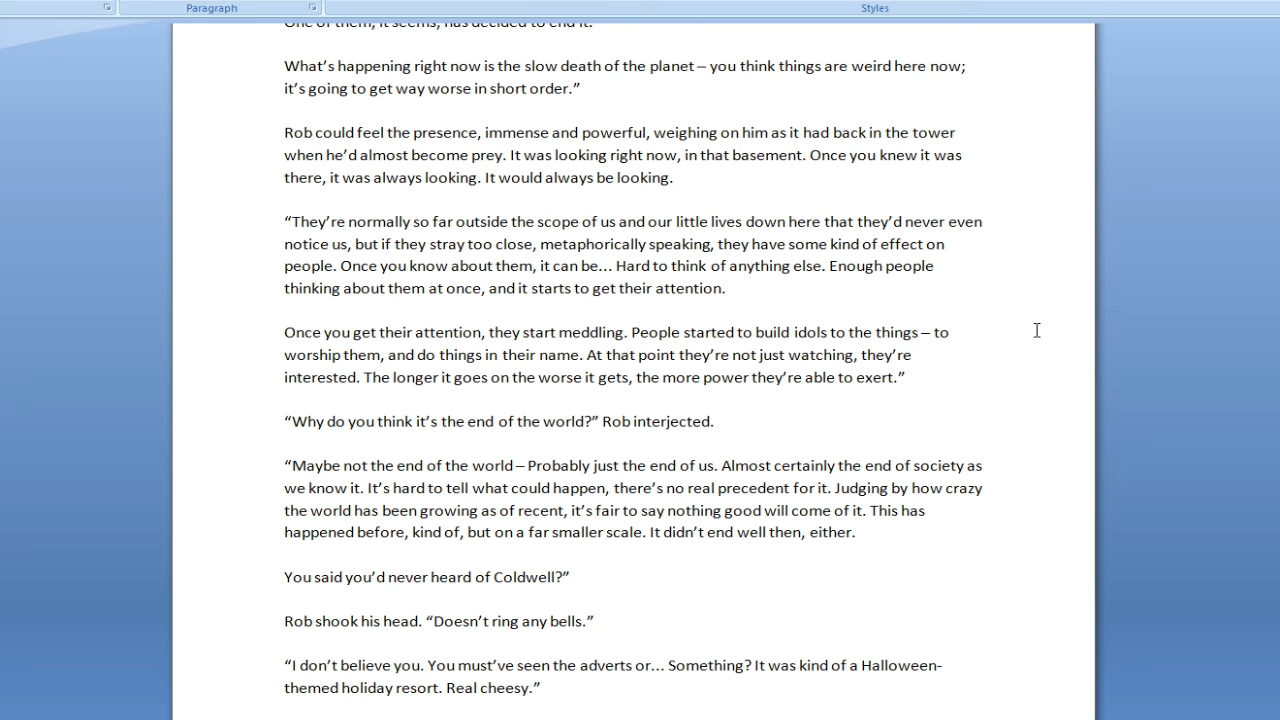 Paragraph
Styles
One of them, it seems, has decided to end it.
What’s happening right now is the slow death of the planet – you think things are weird here now;
it’s going to get way worse in short order.”
Rob could feel the presence, immense and powerful, weighing on him as it had back in the tower
when he’d almost become prey. It was looking right now, in that basement. Once you knew it was
there, it was always looking. It would always be looking.
“They’re normally so far outside the scope of us and our little lives down here that they’d never even
notice us, but if they stray too close, metaphorically speaking, they have some kind of effect on
people. Once you know about them, it can be... Hard to think of anything else. Enough people
thinking about them at once, and it starts to get their attention.
Once you get their attention, they start meddling. People started to build idols to the things – to
worship them, and do things in their name. At that point they’re not just watching, they’re
interested. The longer it goes on the worse it gets, the more power they’re able to exert.”
“Why do you think it’s the end of the world?” Rob interjected.
“Maybe not the end of the world – Probably just the end of us. Almost certainly the end of society as
we know it. It’s hard to tell what could happen, there’s no real precedent for it. Judging by how crazy
the world has been growing as of recent, it’s fair to say nothing good will come of it. This has
happened before, kind of, but on a far smaller scale. It didn’t end well then, either.
You said you’d never heard of Coldwell?”
Rob shook his head. “Doesn’t ring any bells.”
“I don’t believe you. You must’ve seen the adverts or... Something? It was kind of a Halloween-
themed holiday resort. Real cheesy.”